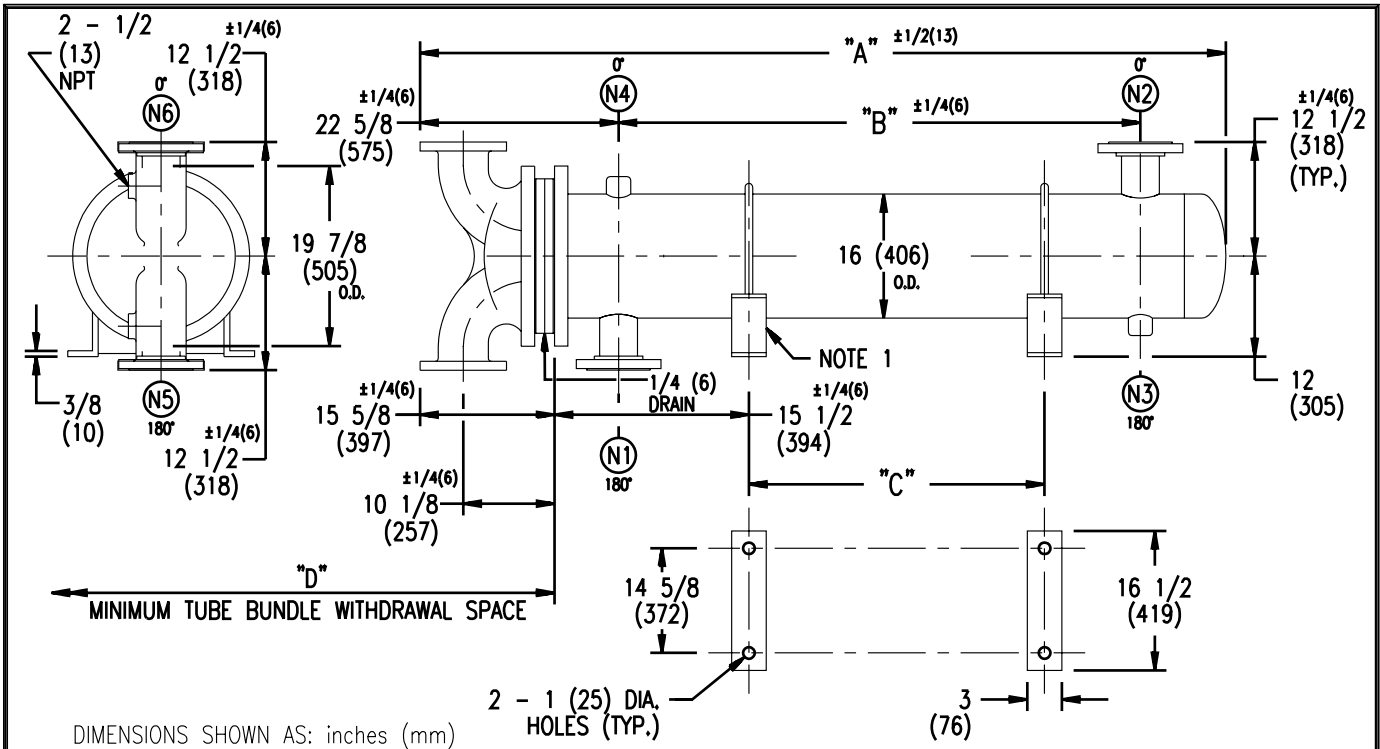 2 - 1/2
(13)
NPT
±1/4(6)
12 1/2
(318)
0°
N6
19 7/8
(505)
O.D.
3/8
(10)
N5
180°
±1/4(6)
12 1/2
(318)
"A" ±1/2(13)
±1/4(6)
22 5/8
(575)
0°
N4
"B" ±1/4(6)
0°
N2
±1/4(6)
12 1/2
(318)
(TYP.)
16 (406)
O.D.
NOTE 1
1/4 (6)
DRAIN
±1/4(6)
15 5/8
(397)
±1/4(6)
15 1/2
(394)
N1
180°
N3
180°
12
(305)
±1/4(6)
10 1/8
(257)
"C"
"D"
MINIMUM TUBE BUNDLE WITHDRAWAL SPACE
14 5/8
(372)
16 1/2
(419)
2 - 1 (25) DIA.
HOLES (TYP.)
3
(76)
DIMENSIONS SHOWN AS: inches (mm)